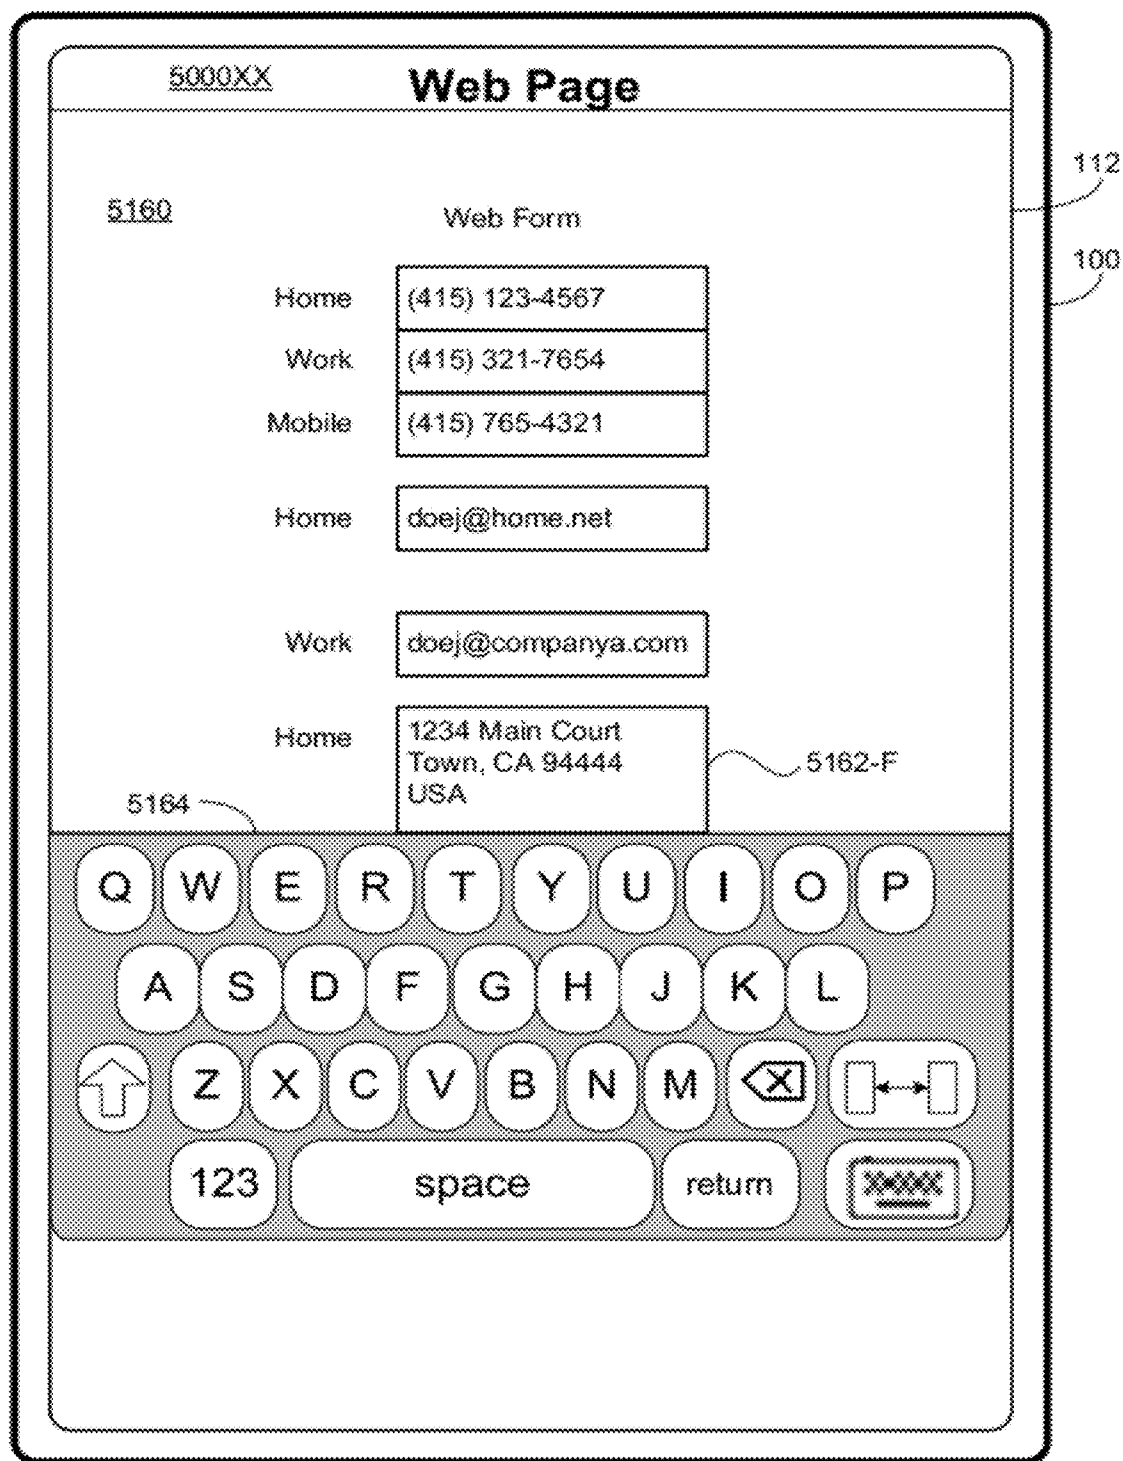 5000XX Web Page
112
5160 Web Form
100
Home (415) 123-4567
Work (415) 321-7654
Mobile (415) 765-4321
Home doej@home.net
Work doej@companya.com
Home 1234 Main Court
Town, CA 94444
USA
5162-F
5164
Q W E R T Y U I O P
A S D F G H J K L
Z X C V B N M X
123 space return